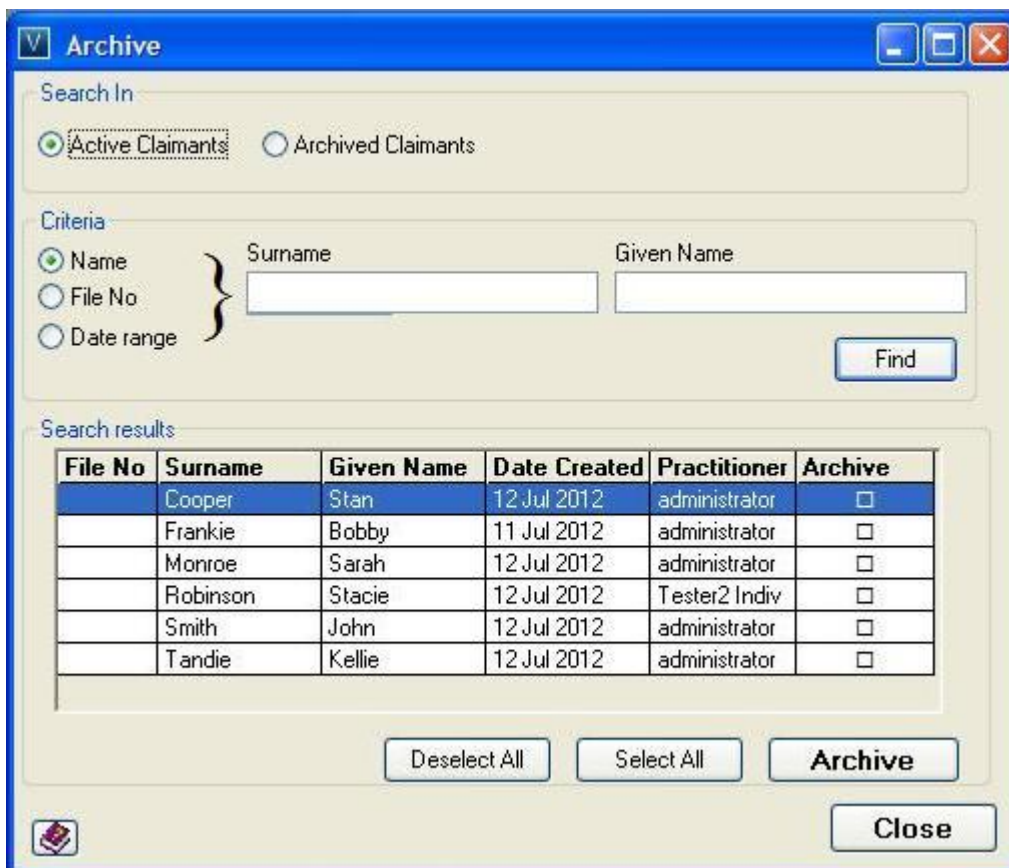 V Archive
Search In
Active Claimants Archived Claimants
Criteria
Name Surname Given Name
File No
Date range
Find
Search results
File No Surname Given Name Date Created Practitioner Archive
Cooper Stan 12 Jul 2012 administrator
Frankie Bobby 11 Jul 2012 administrator
Monroe Sarah 12 Jul 2012 administrator
Robinson Stacie 12 Jul 2012 Tester2 Indiv
Smith John 12 Jul 2012 administrator
Tandie Kellie 12 Jul 2012 administrator
Deselect All Select All Archive
Close